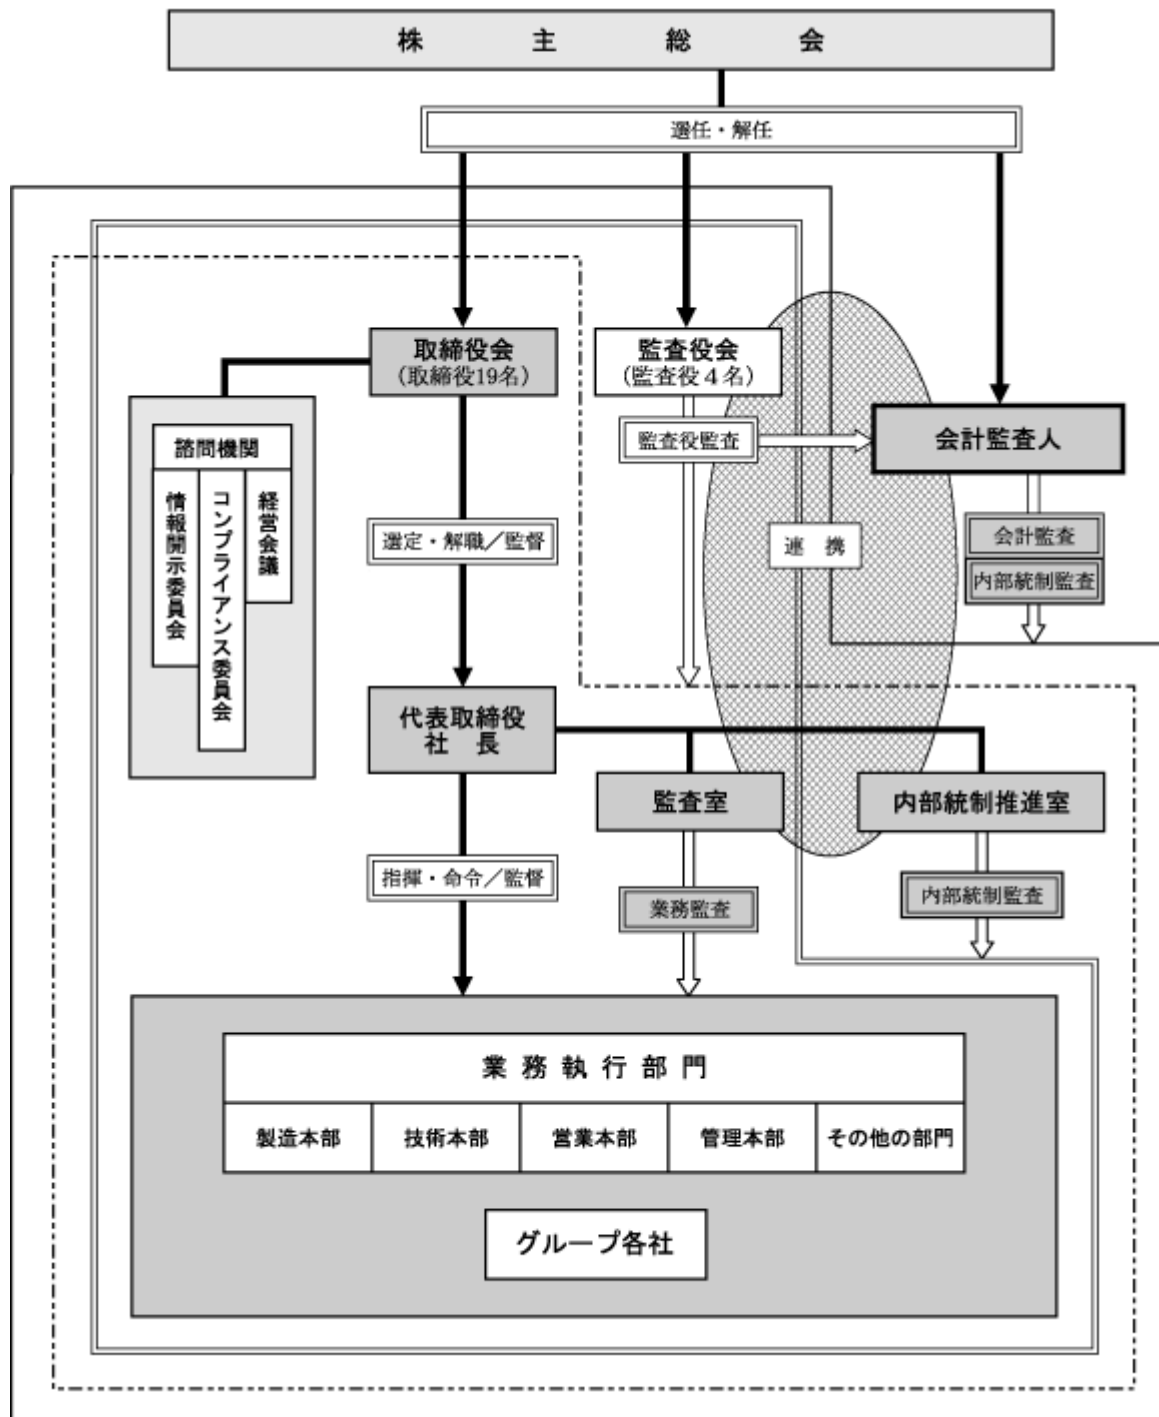 株主総会
選任・解任
取締役会
（取締役19名）
監査役会
（監査役４名）
監査役監査
会計監査人
諮問機関
情報開示委員会
コンプライアンス委員会
経営会議
選定・解職／監督
連携
会計監査
内部統制監査
代表取締役
社長
監査室
内部統制推進室
指揮・命令／監督
業務監査
内部統制監査
業務執行部門
製造本部
技術本部
営業本部
管理本部
その他の部門
グループ各社